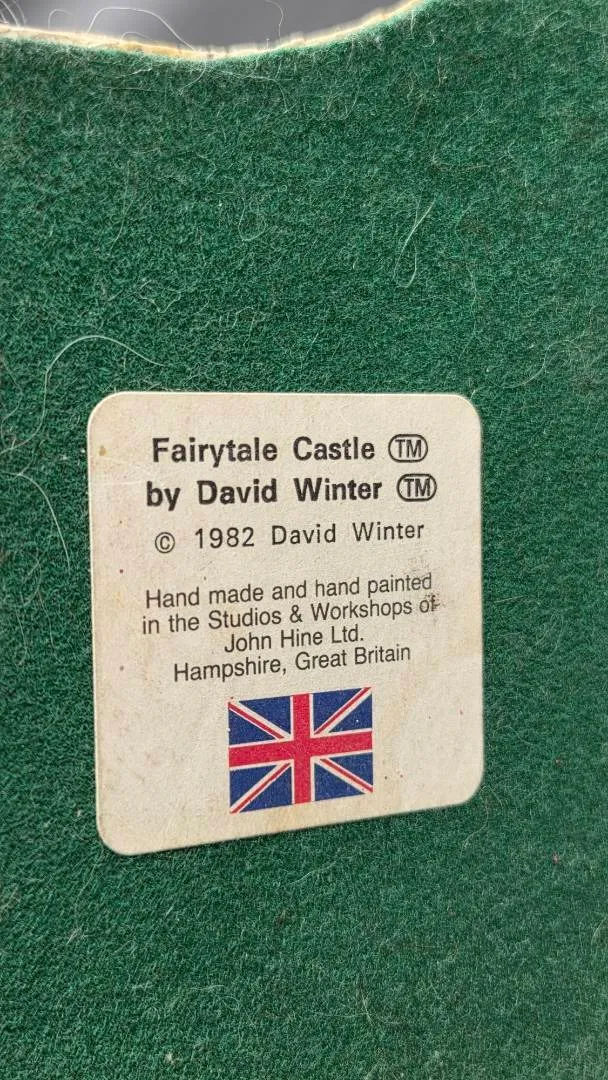 Fairytale Castle ™
by David Winter ™
© 1982 David Winter
Hand made and hand painted
in the Studios & Workshops of
John Hine Ltd.
Hampshire, Great Britain